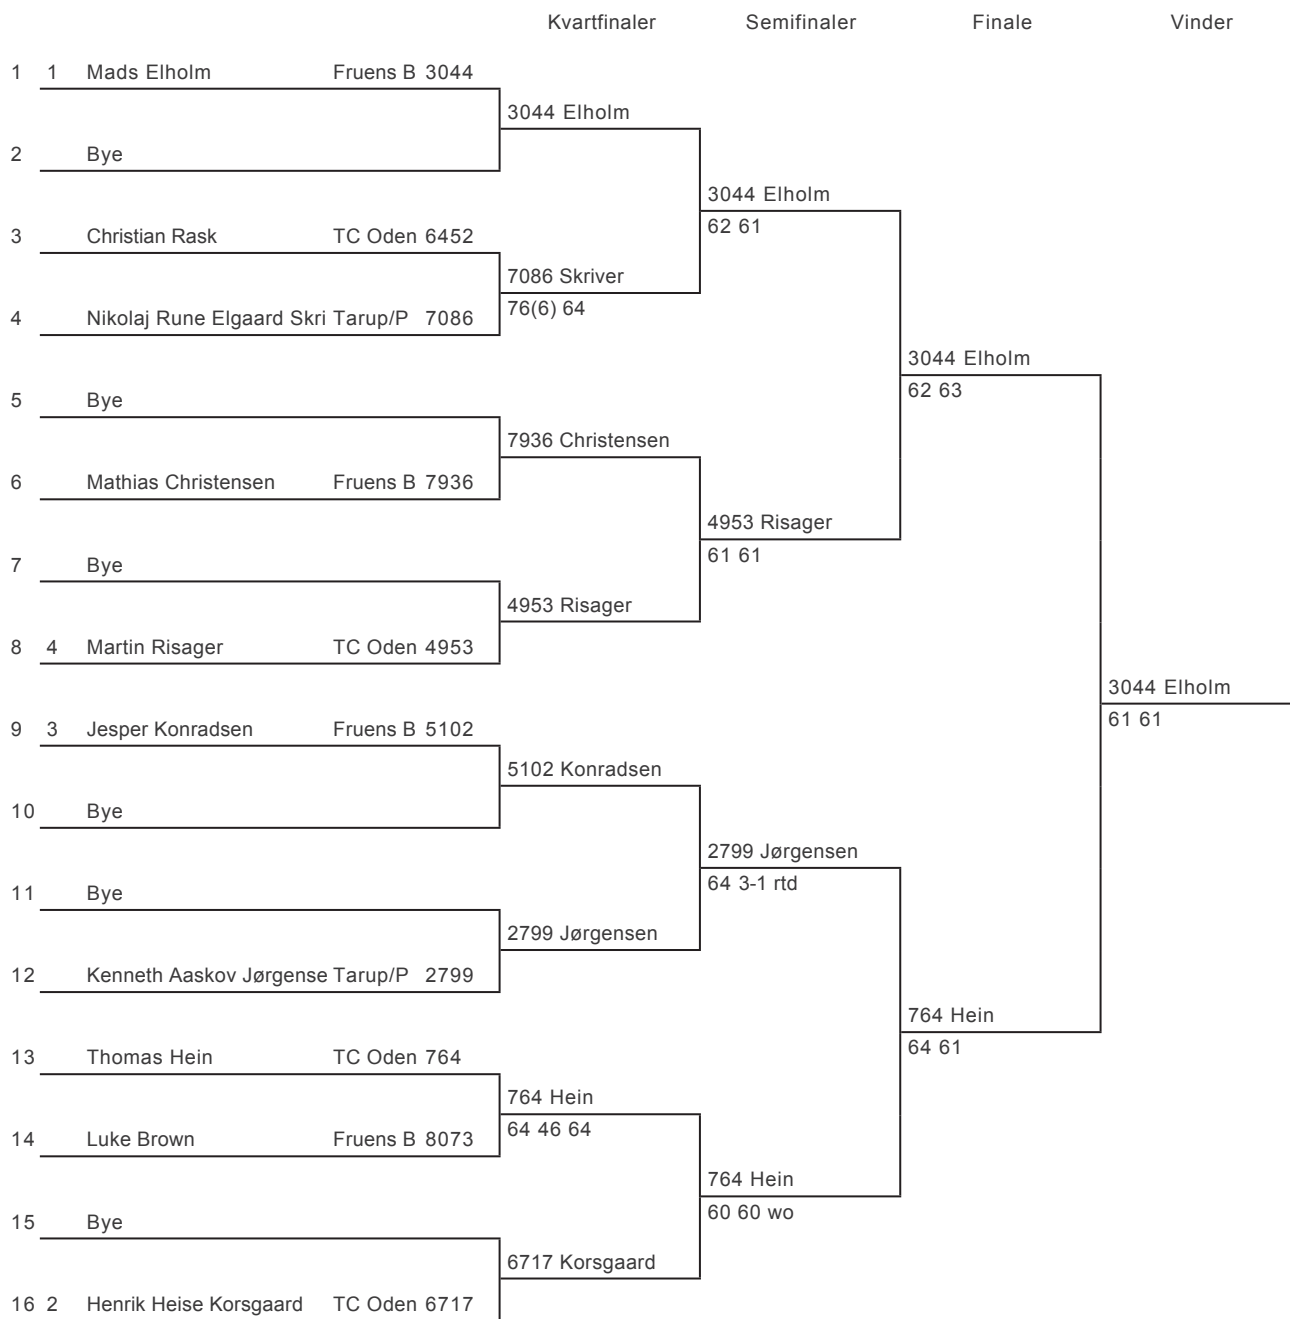 Kvartfinaler Semifinaler Finale Vinder
1 1 Mads Elholm Fruens B 3044
3044 Elholm
2 Bye
3044 Elholm
62 61
3 Christian Rask TC Oden 6452
7086 Skriver
76(6) 64
4 Nikolaj Rune Elgaard Skri Tarup/P 7086
3044 Elholm
62 63
5 Bye
7936 Christensen
6 Mathias Christensen Fruens B 7936
4953 Risager
61 61
7 Bye
4953 Risager
8 4 Martin Risager TC Oden 4953
3044 Elholm
61 61
9 3 Jesper Konradsen Fruens B 5102
5102 Konradsen
10 Bye
2799 Jørgensen
64 3-1 rtd
11 Bye
2799 Jørgensen
12 Kenneth Aaskov Jørgense Tarup/P 2799
764 Hein
64 61
13 Thomas Hein TC Oden 764
764 Hein
64 46 64
14 Luke Brown Fruens B 8073
764 Hein
60 60 wo
15 Bye
6717 Korsgaard
16 2 Henrik Heise Korsgaard TC Oden 6717